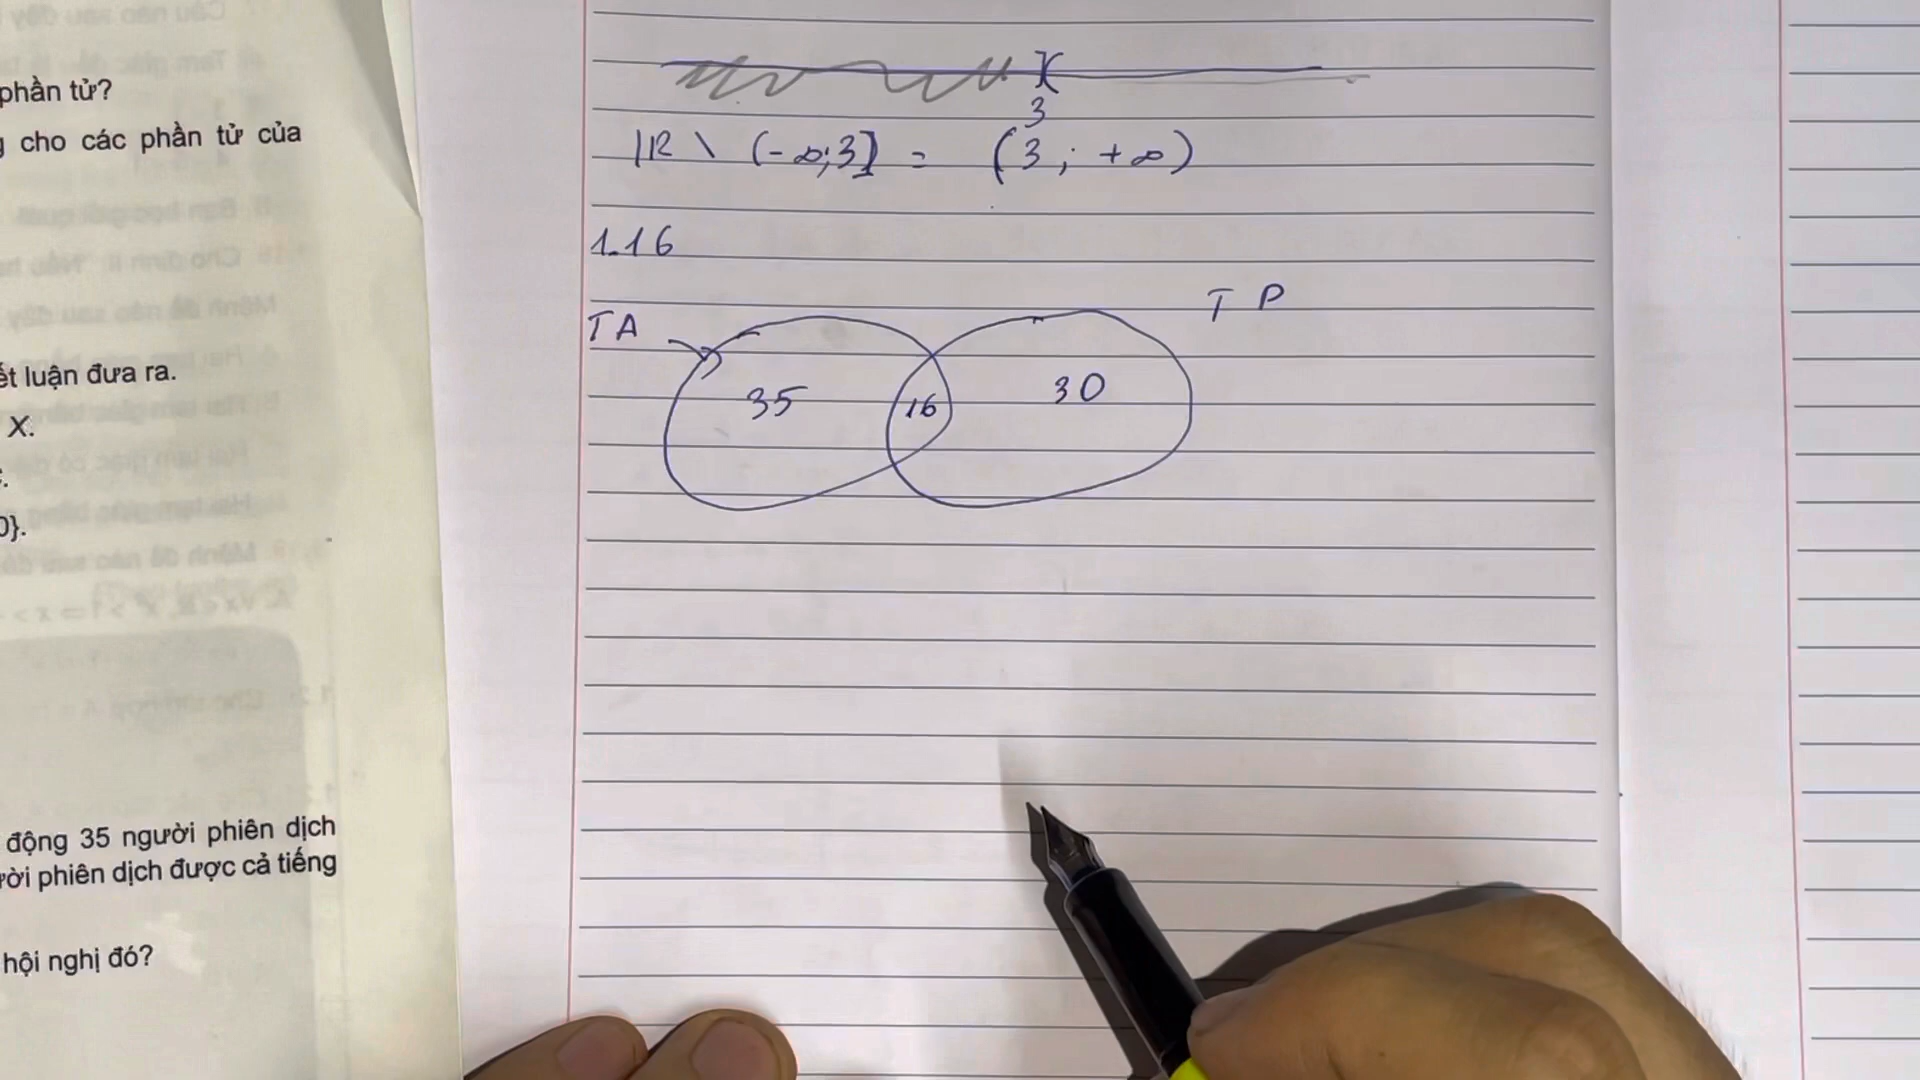 phần tử?
cho các phần tử của
ết luận đưa ra.
X.
0}.
động 35 người phiên dịch
ười phiên dịch được cả tiếng
hội nghị đó?
3
ℝ \ (-∞;3] = (3; +∞)
1.16
TA
TP
35
16
30